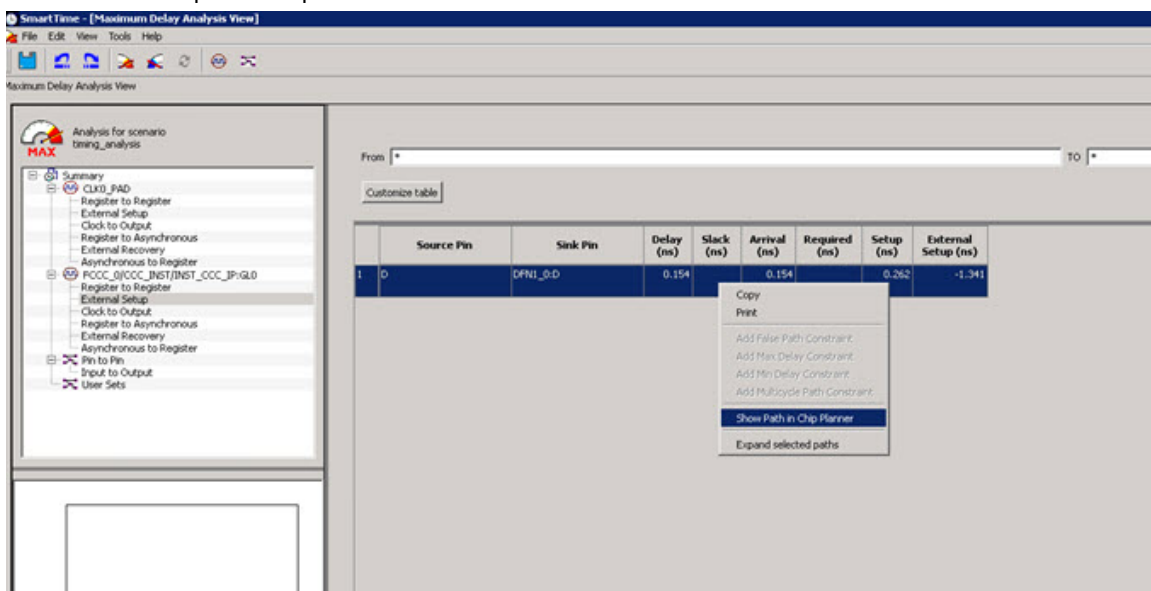 SmartTime - [Maximum Delay Analysis View]
File Edit View Tools Help
Maximum Delay Analysis View
MAX
Analysis for scenario
timing_analysis
Summary
CLK0_PAD
Register to Register
External Setup
Clock to Output
Register to Asynchronous
External Recovery
Asynchronous to Register
FCCC_0/CCC_INST/INST_CCC_IP:GL0
Register to Register
External Setup
Clock to Output
Register to Asynchronous
External Recovery
Asynchronous to Register
Pin to Pin
Input to Output
User Sets
From * TO *
Customize table
Source Pin Sink Pin Delay (ns) Slack (ns) Arrival (ns) Required (ns) Setup (ns) External Setup (ns)
1 D DFN1_0:D 0.154 0.154 0.262 -1.341
Copy
Print
Add False Path Constraint
Add Max Delay Constraint
Add Min Delay Constraint
Add Multicycle Path Constraint
Show Path in Chip Planner
Expand selected paths